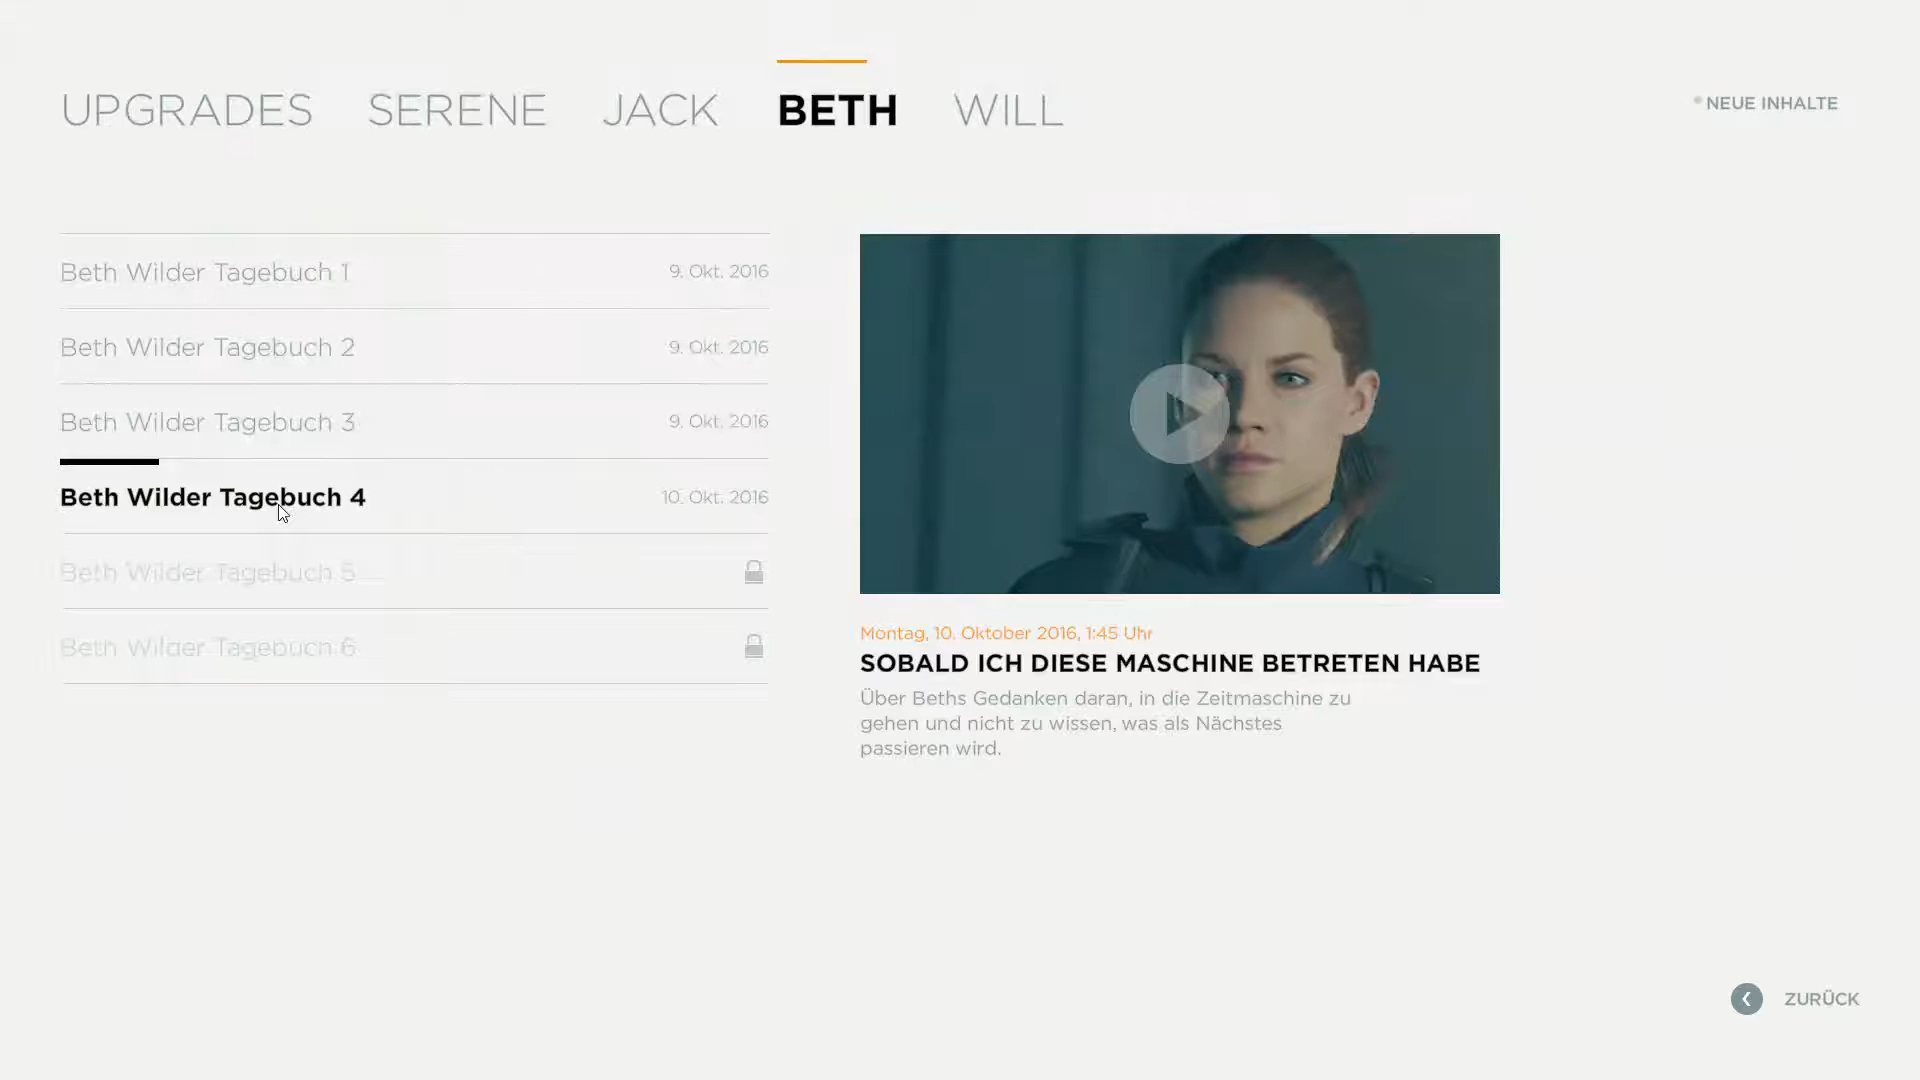 UPGRADES SERENE JACK BETH WILL
NEUE INHALTE
Beth Wilder Tagebuch 1 9. Okt. 2016
Beth Wilder Tagebuch 2 9. Okt. 2016
Beth Wilder Tagebuch 3 9. Okt. 2016
Beth Wilder Tagebuch 4 10. Okt. 2016
Beth Wilder Tagebuch 5
Beth Wilder Tagebuch 6
Montag, 10. Oktober 2016, 1:45 Uhr
SOBALD ICH DIESE MASCHINE BETRETEN HABE
Über Beths Gedanken daran, in die Zeitmaschine zu
gehen und nicht zu wissen, was als Nächstes
passieren wird.
ZURÜCK